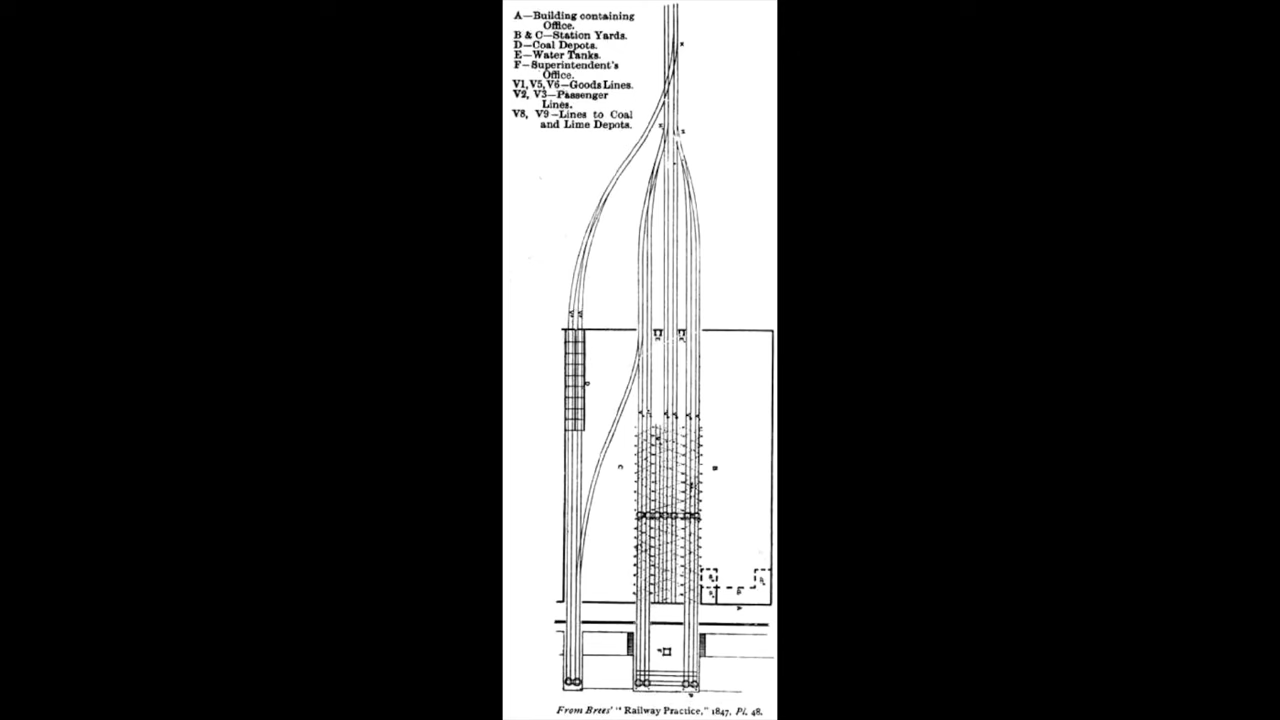 A—Building containing
Office.
B & C—Station Yards.
D—Coal Depots.
E—Water Tanks.
F—Superintendent's
Office.
V1, V5, V6—Goods Lines.
V2, V3—Passenger
Lines.
V8, V9—Lines to Coal
and Lime Depots.
D
C
B
A
From Brees' "Railway Practice," 1847, Pl. 48.